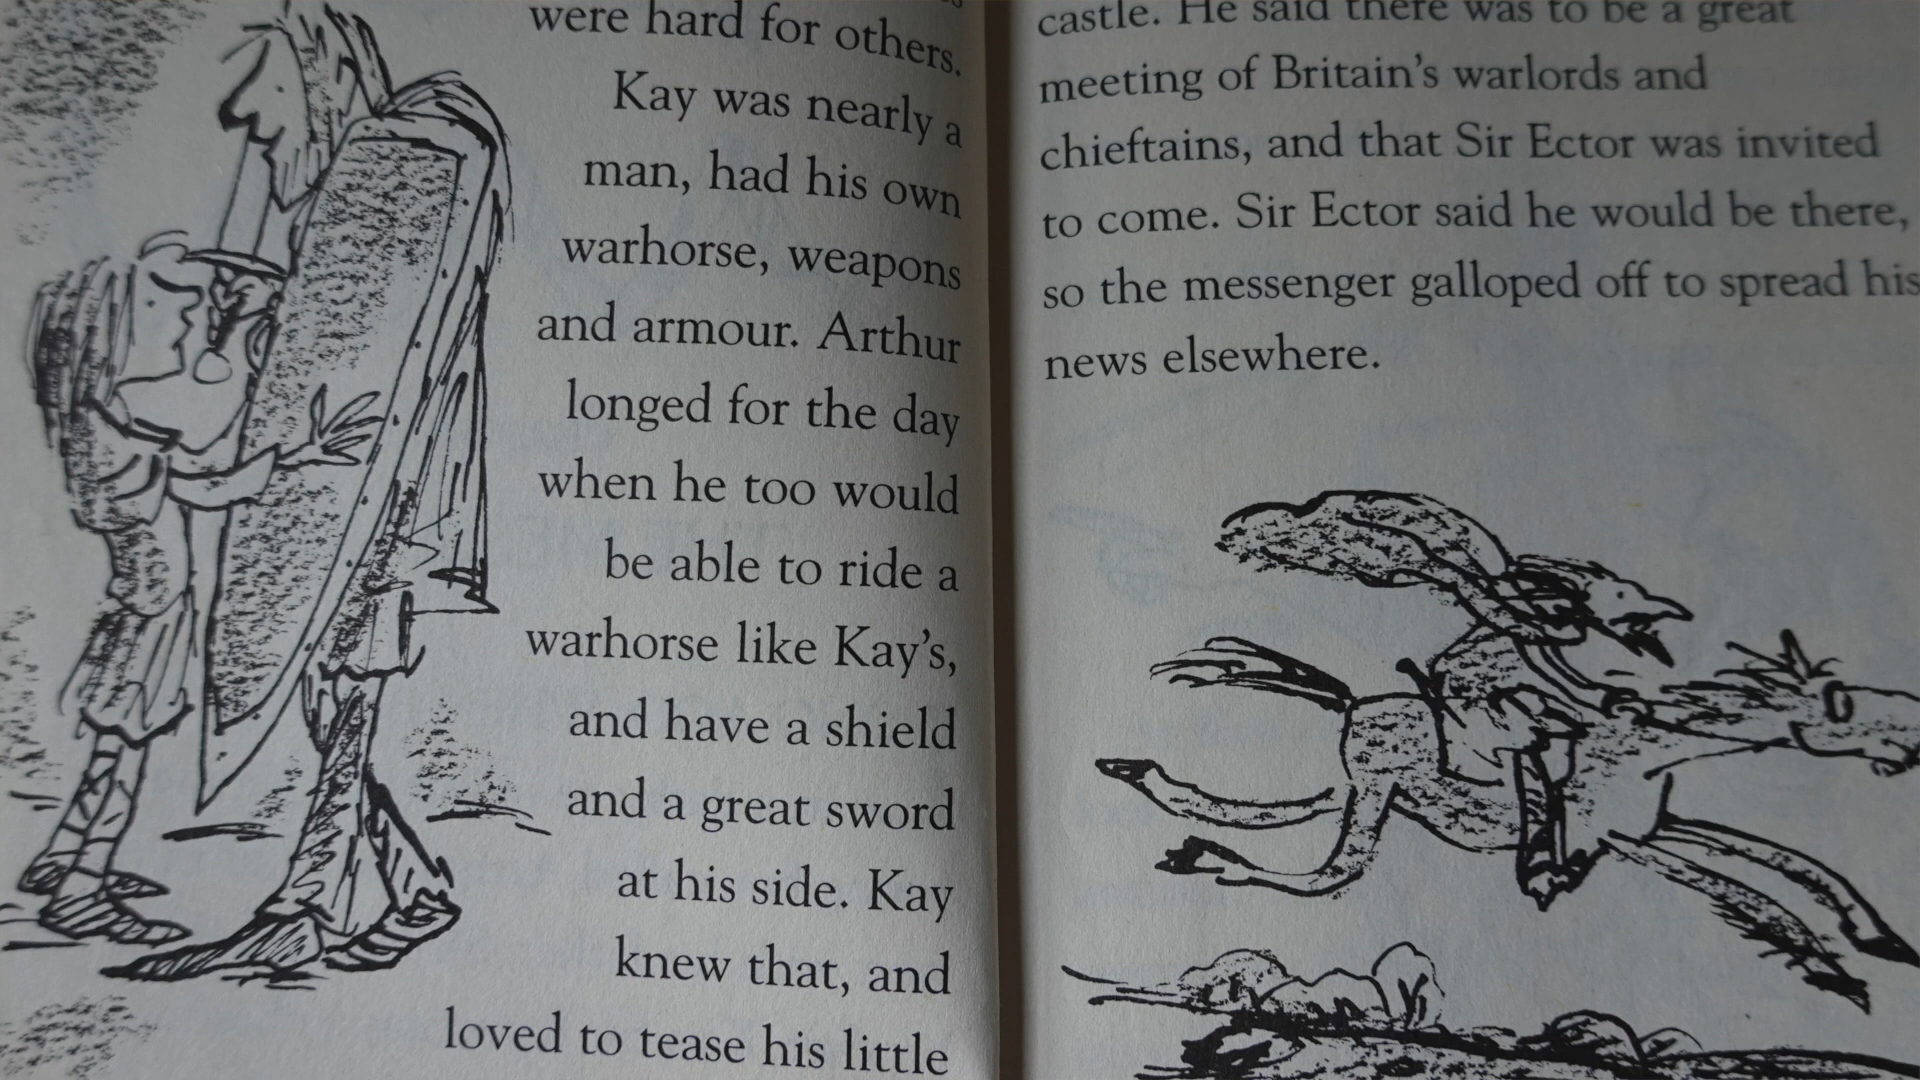 were hard for others.
Kay was nearly a
man, had his own
warhorse, weapons
and armour. Arthur
longed for the day
when he too would
be able to ride a
warhorse like Kay's,
and have a shield
and a great sword
at his side. Kay
knew that, and
loved to tease his little
castle. He said there was to be a great
meeting of Britain's warlords and
chieftains, and that Sir Ector was invited
to come. Sir Ector said he would be there,
so the messenger galloped off to spread his
news elsewhere.